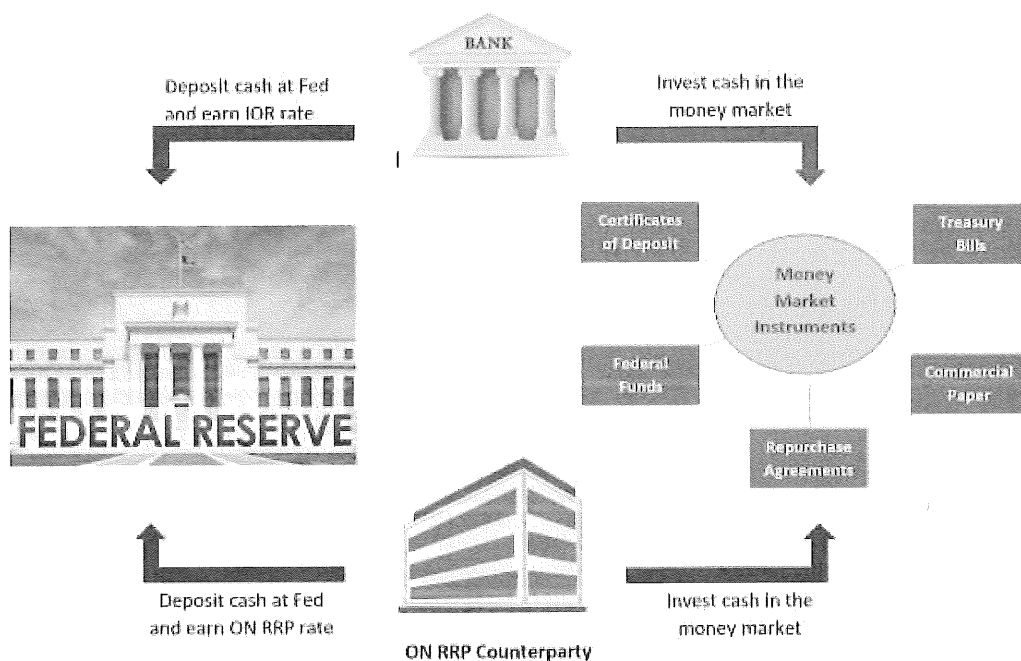 BANK
Deposit cash at Fed
and earn IOR rate
Invest cash in the
money market
Certificates
of Deposit
Treasury
Bills
Money
Market
Instruments
Federal
Funds
Commercial
Paper
FEDERAL RESERVE
Repurchase
Agreements
Deposit cash at Fed
and earn ON RRP rate
Invest cash in the
money market
ON RRP Counterparty